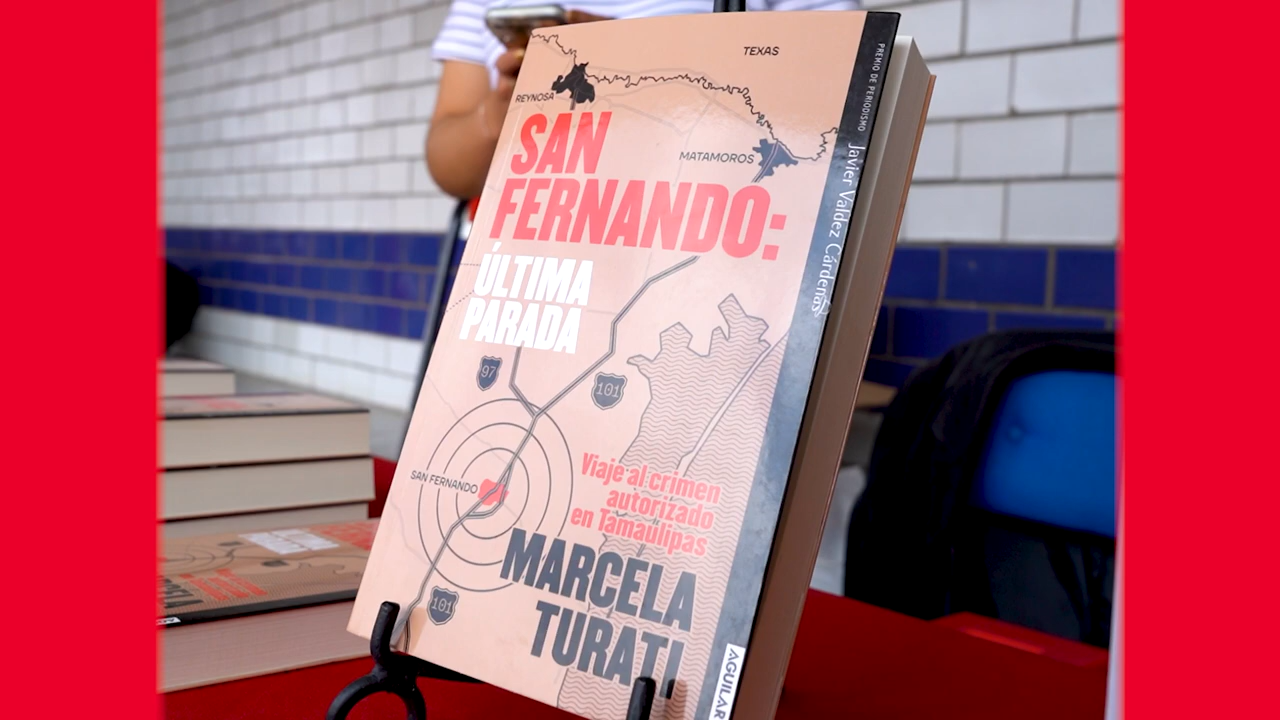 TEXAS
REYNOSA
MATAMOROS
SAN
FERNANDO:
ÚLTIMA
PARADA
97
101
SAN FERNANDO
Viaje al crimen
autorizado
en Tamaulipas
MARCELA
TURATI
101
PREMIO DE PERIODISMO Javier Valdez Cárdenas
AGUILAR